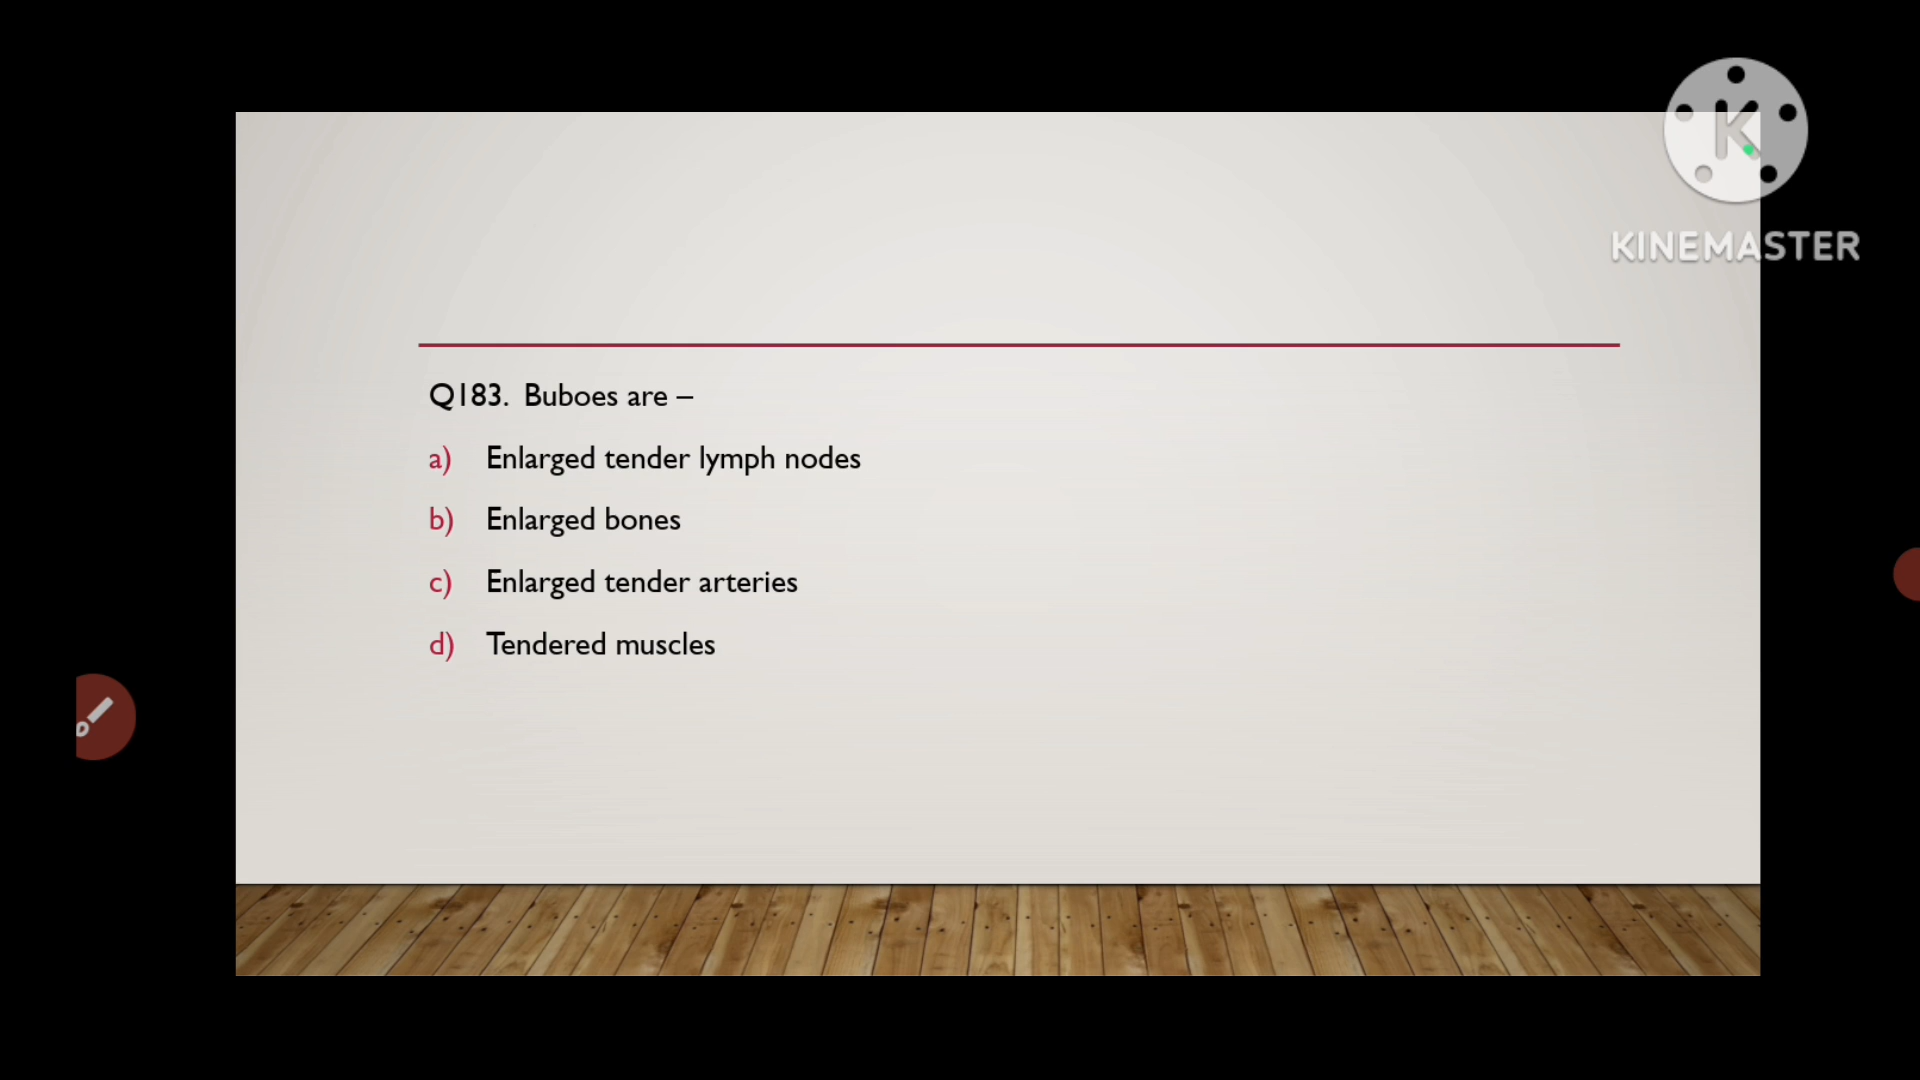 KINEMASTER
Q183. Buboes are –
a) Enlarged tender lymph nodes
b) Enlarged bones
c) Enlarged tender arteries
d) Tendered muscles